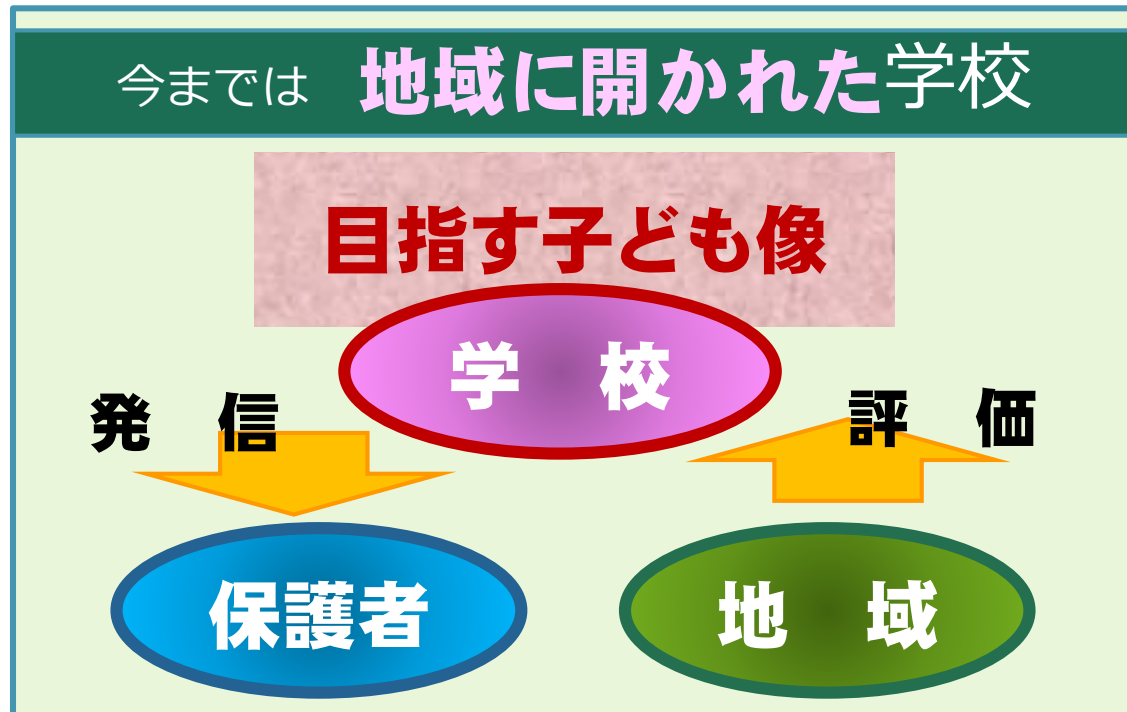 今までは 地域に開かれた学校
目指す子ども像
学 校
発 信
評 価
保護者
地 域